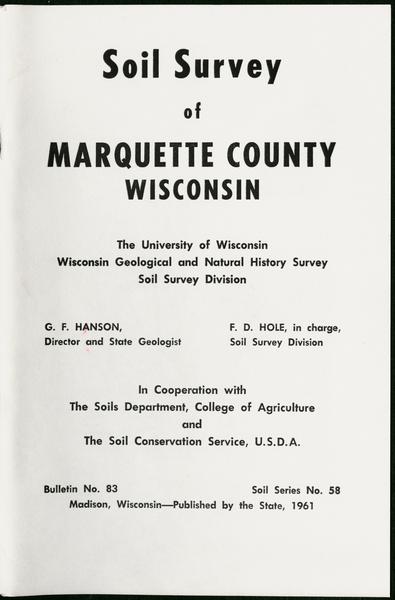 Soil Survey
of
MARQUETTE COUNTY
WISCONSIN
The University of Wisconsin
Wisconsin Geological and Natural History Survey
Soil Survey Division
G. F. HANSON, F. D. HOLE, in charge,
Director and State Geologist Soil Survey Division
In Cooperation with
The Soils Department, College of Agriculture
and
The Soil Conservation Service, U.S.D.A.
Bulletin No. 83 Soil Series No. 58
Madison, Wisconsin—Published by the State, 1961